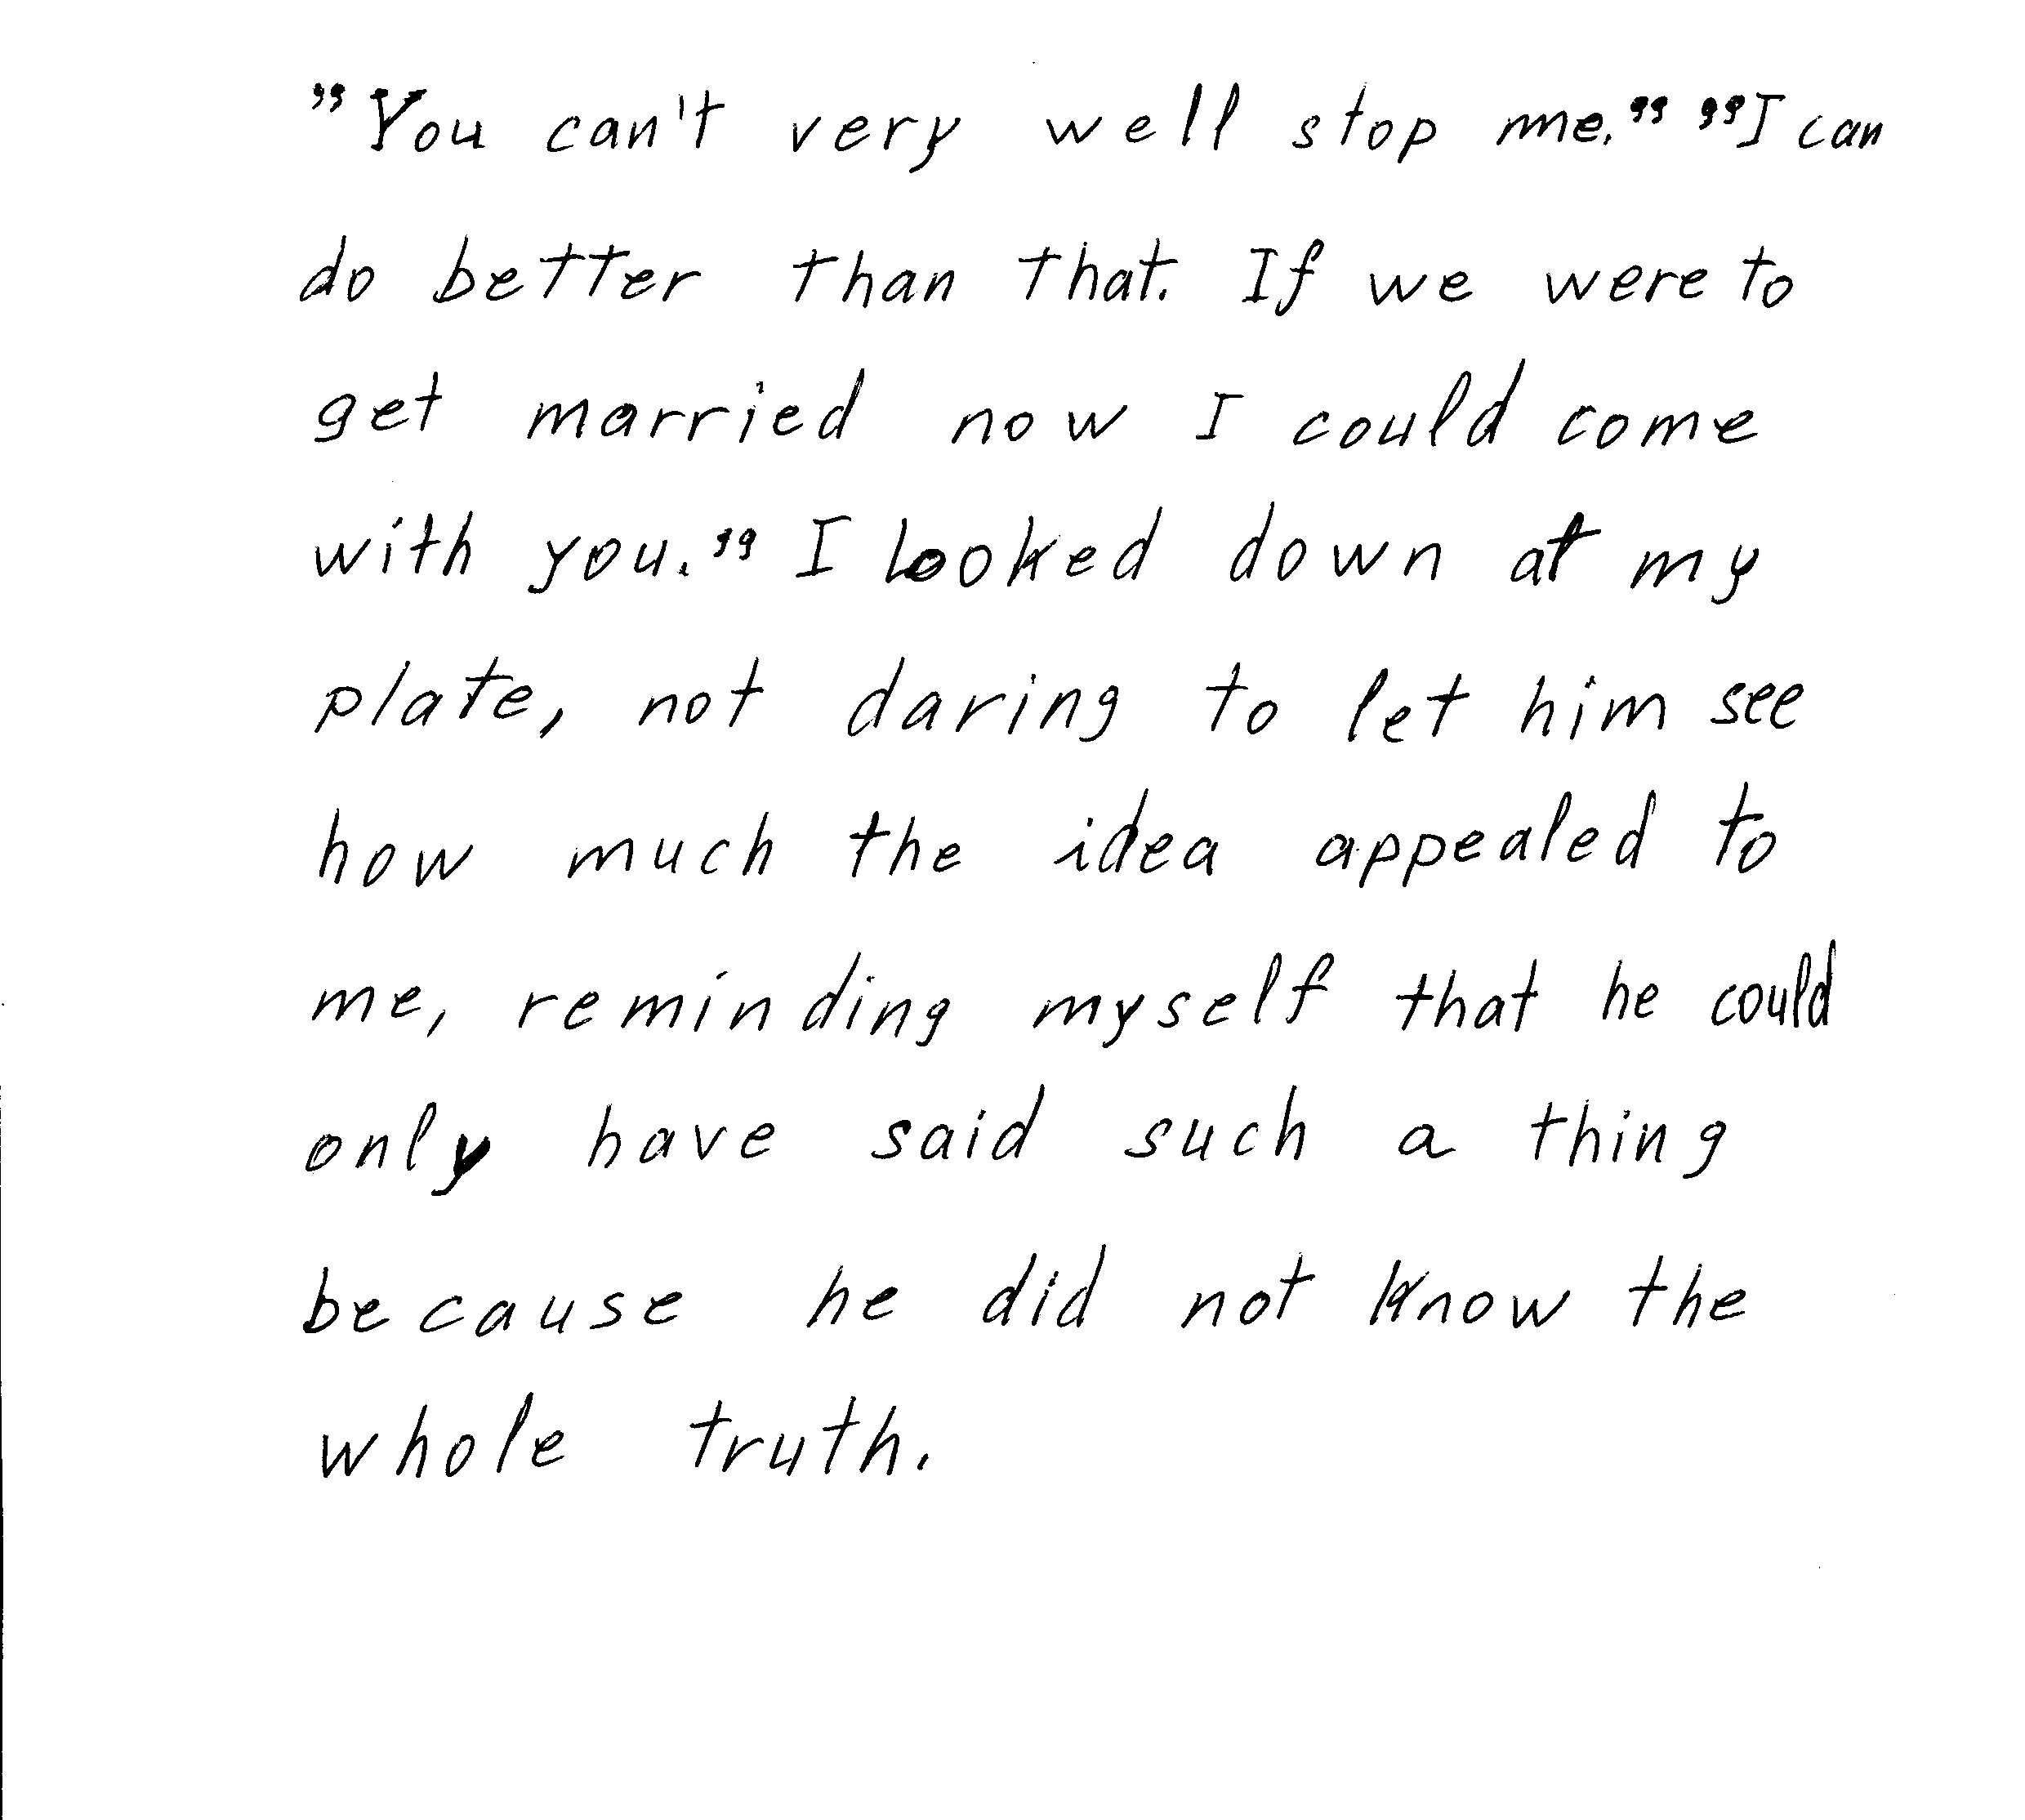 "You can't very well stop me." "I can
do better than that. If we were to
get married now I could come
with you." I looked down at my
plate, not daring to let him see
how much the idea appealed to
me, reminding myself that he could
only have said such a thing
because he did not know the
whole truth.